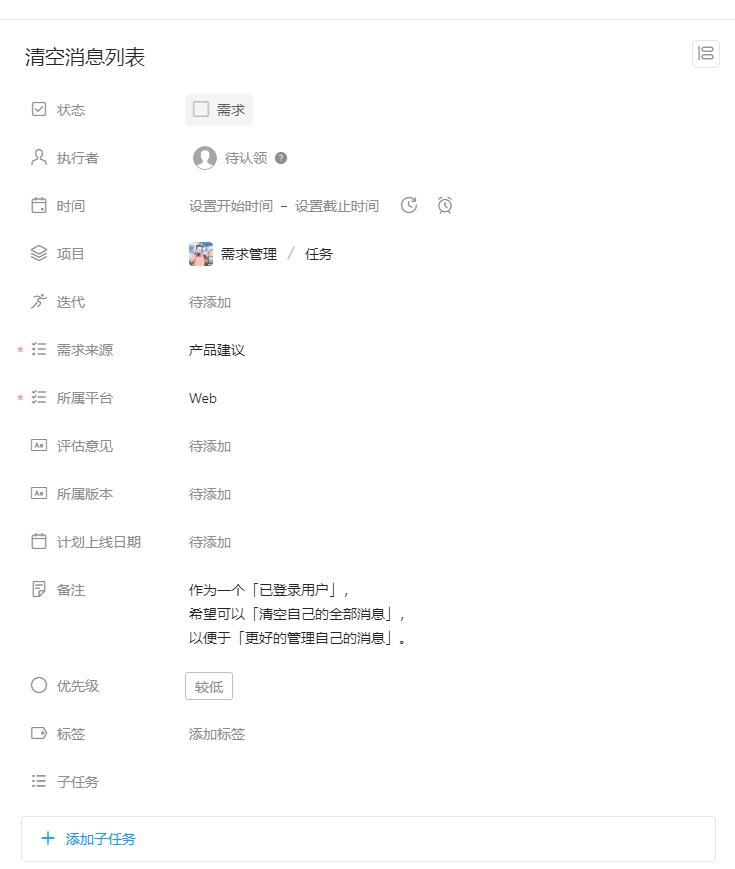 清空消息列表
状态 需求
执行者 待认领 ?
时间 设置开始时间 – 设置截止时间
项目 需求管理 / 任务
迭代 待添加
* 需求来源 产品建议
* 所属平台 Web
评估意见 待添加
所属版本 待添加
计划上线日期 待添加
备注 作为一个「已登录用户」,
希望可以「清空自己的全部消息」,
以便于「更好的管理自己的消息」。
优先级 较低
标签 添加标签
子任务
+ 添加子任务